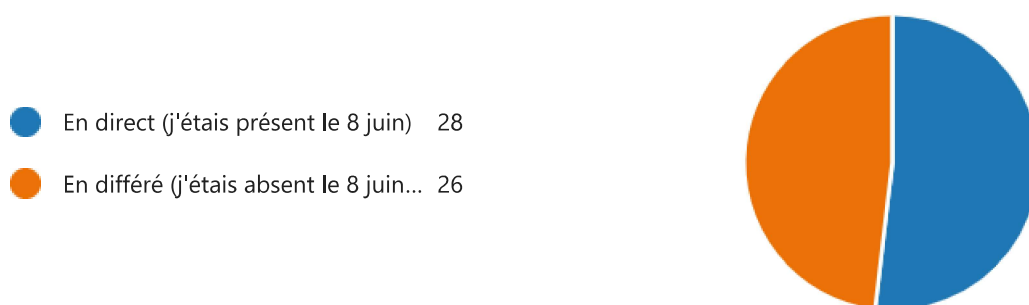 En direct (j'étais présent le 8 juin) 28
En différé (j'étais absent le 8 juin... 26